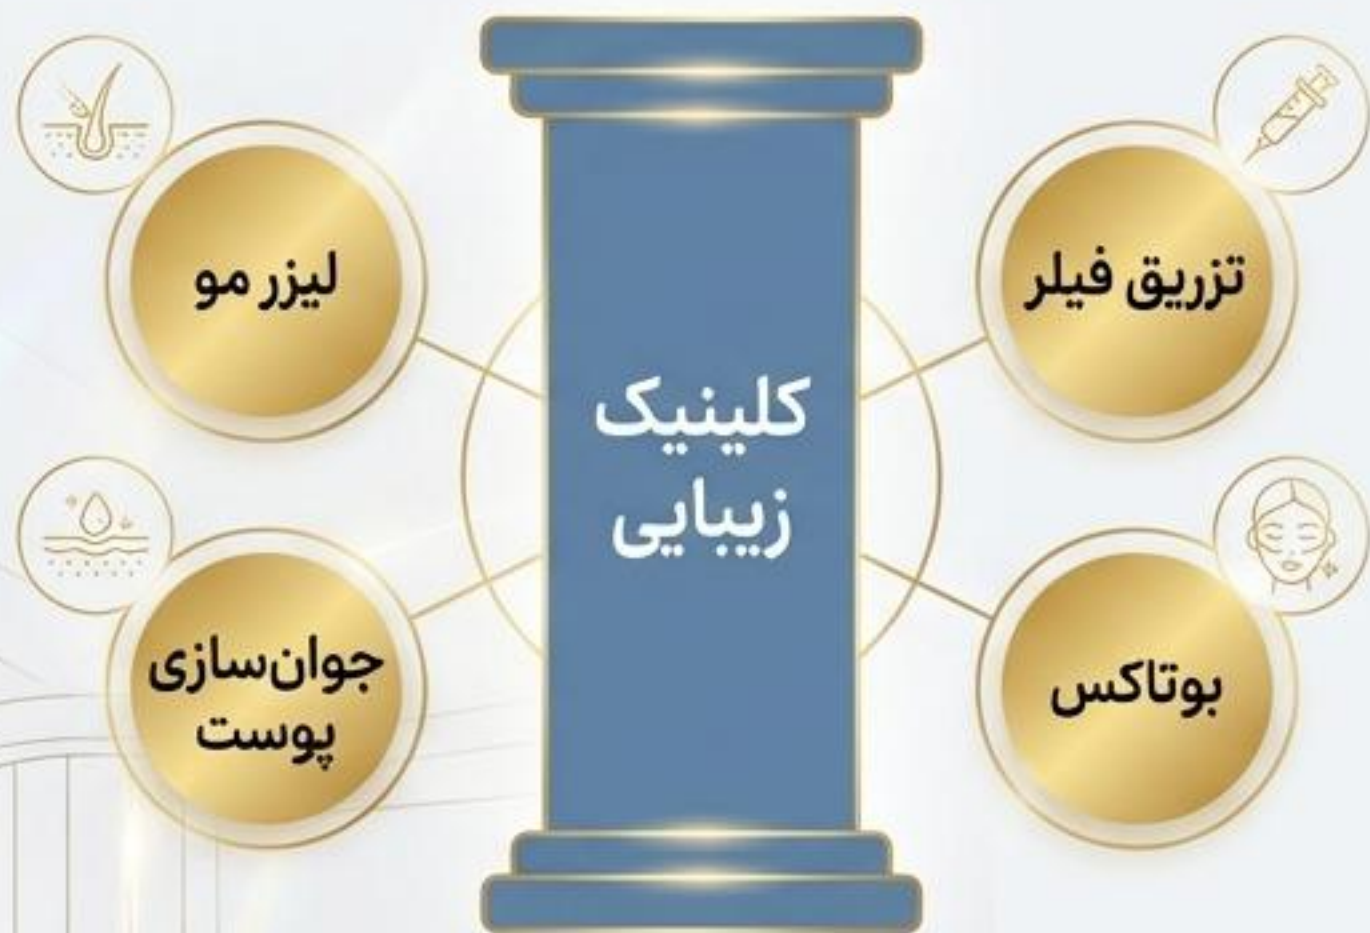 تزریق فیلر
لیزر مو
کلینیک
زیبایی
بوتاکس
جوان‌سازی
پوست